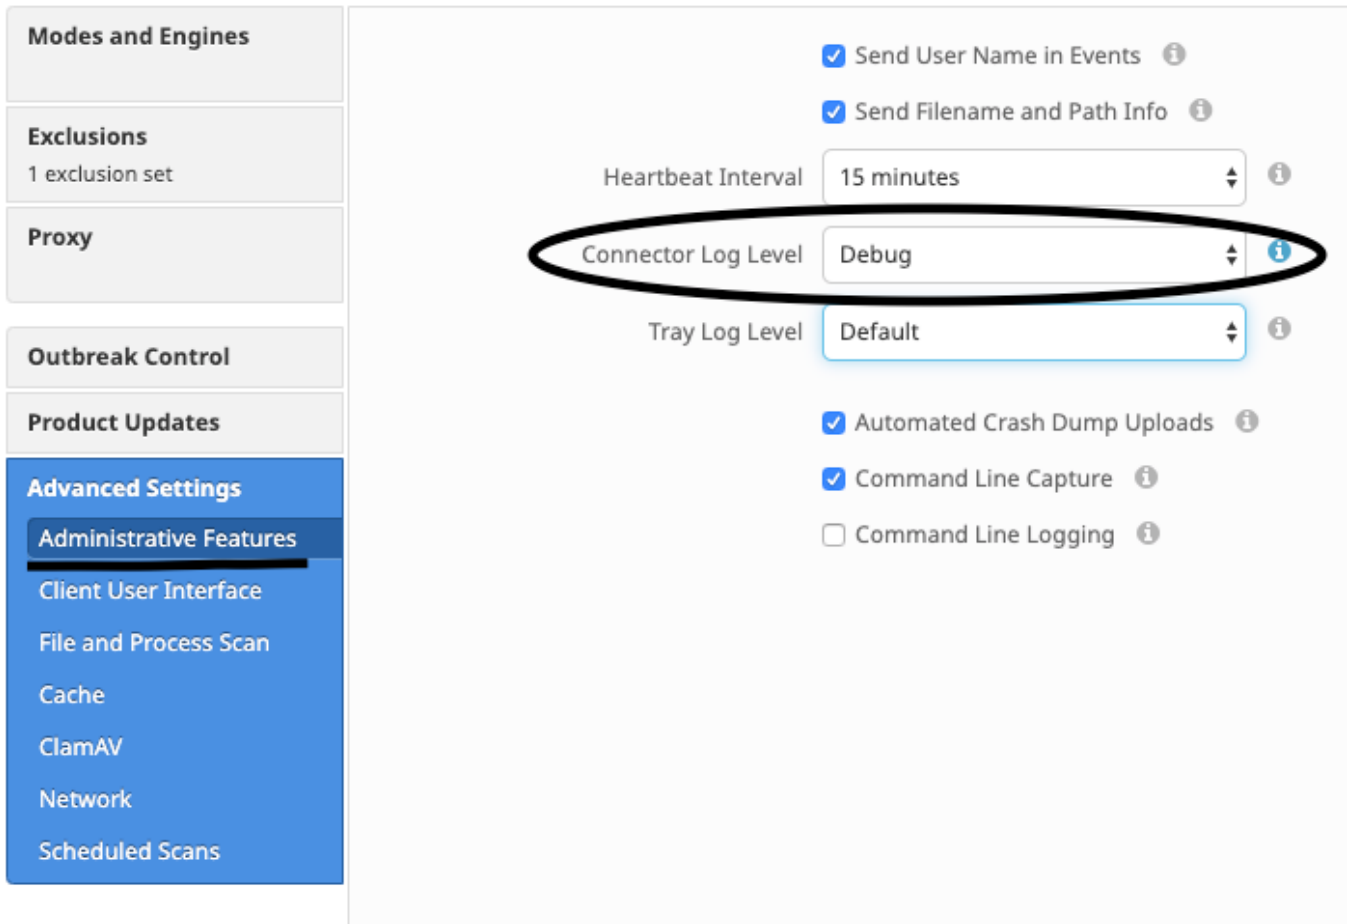 Modes and Engines
Exclusions
1 exclusion set
Proxy
Outbreak Control
Product Updates
Advanced Settings
Administrative Features
Client User Interface
File and Process Scan
Cache
ClamAV
Network
Scheduled Scans
Send User Name in Events
Send Filename and Path Info
Heartbeat Interval 15 minutes
Connector Log Level Debug
Tray Log Level Default
Automated Crash Dump Uploads
Command Line Capture
Command Line Logging